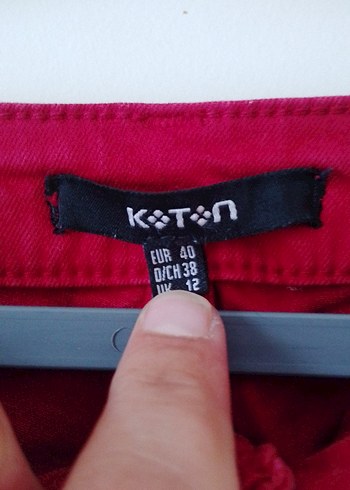 KOTON
EUR 40
D/CH 38
UK 12